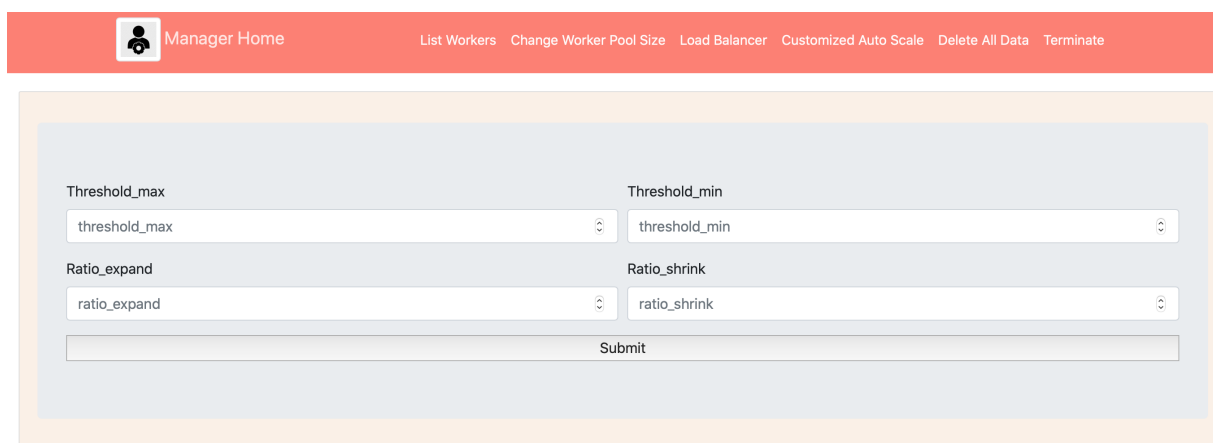 Manager Home List Workers Change Worker Pool Size Load Balancer Customized Auto Scale Delete All Data Terminate
Threshold_max Threshold_min
threshold_max threshold_min
Ratio_expand Ratio_shrink
ratio_expand ratio_shrink
Submit